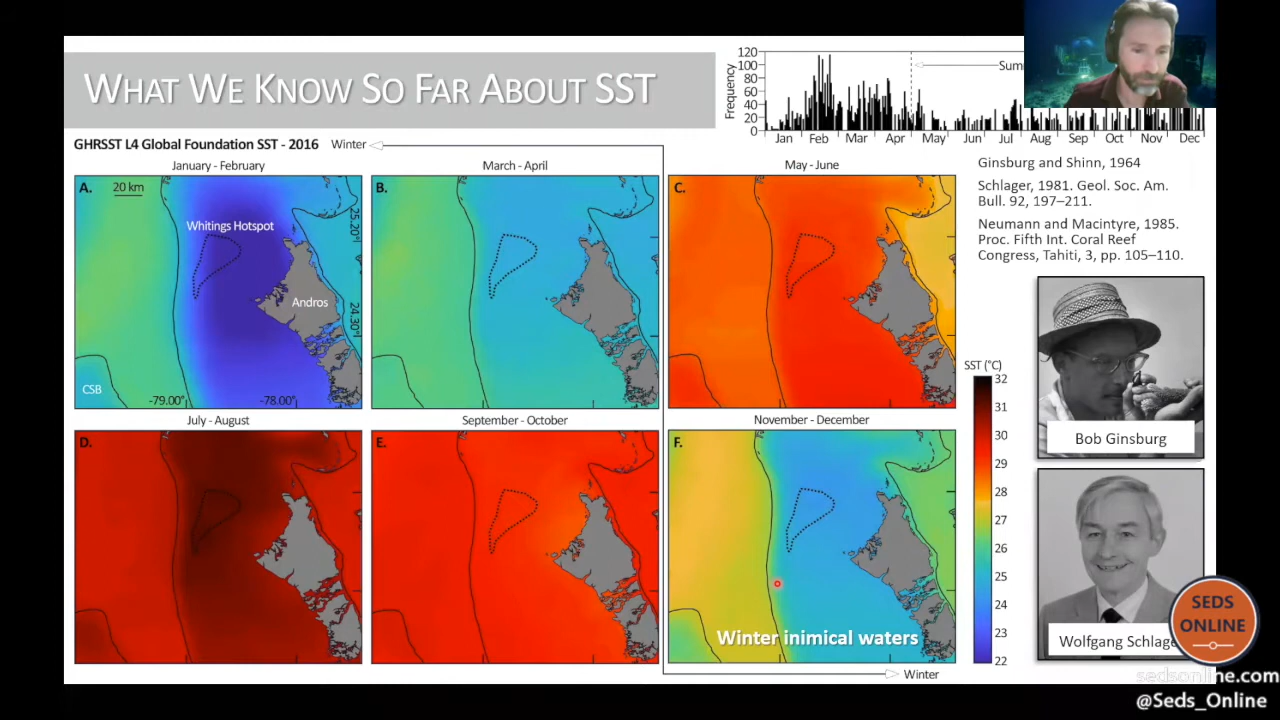 WHAT WE KNOW SO FAR ABOUT SST
Frequency
120
100
80
60
40
20
0
Jan Feb Mar Apr May Jun Jul Aug Sep Oct Nov Dec
GHRSST L4 Global Foundation SST - 2016
Winter
January - February
March - April
May - June
A.
20 km
Whitings Hotspot
Andros
25.20°
24.30°
CSB
-79.00°
-78.00°
B.
C.
July - August
September - October
November - December
D.
E.
F.
Winter inimical waters
Winter
SST (°C)
32
31
30
29
28
27
26
25
24
23
22
Ginsburg and Shinn, 1964
Schlager, 1981. Geol. Soc. Am.
Bull. 92, 197–211.
Neumann and Macintyre, 1985.
Proc. Fifth Int. Coral Reef
Congress, Tahiti, 3, pp. 105–110.
Bob Ginsburg
Wolfgang
SEDS
ONLINE
sedsonline.com
@Seds_Online